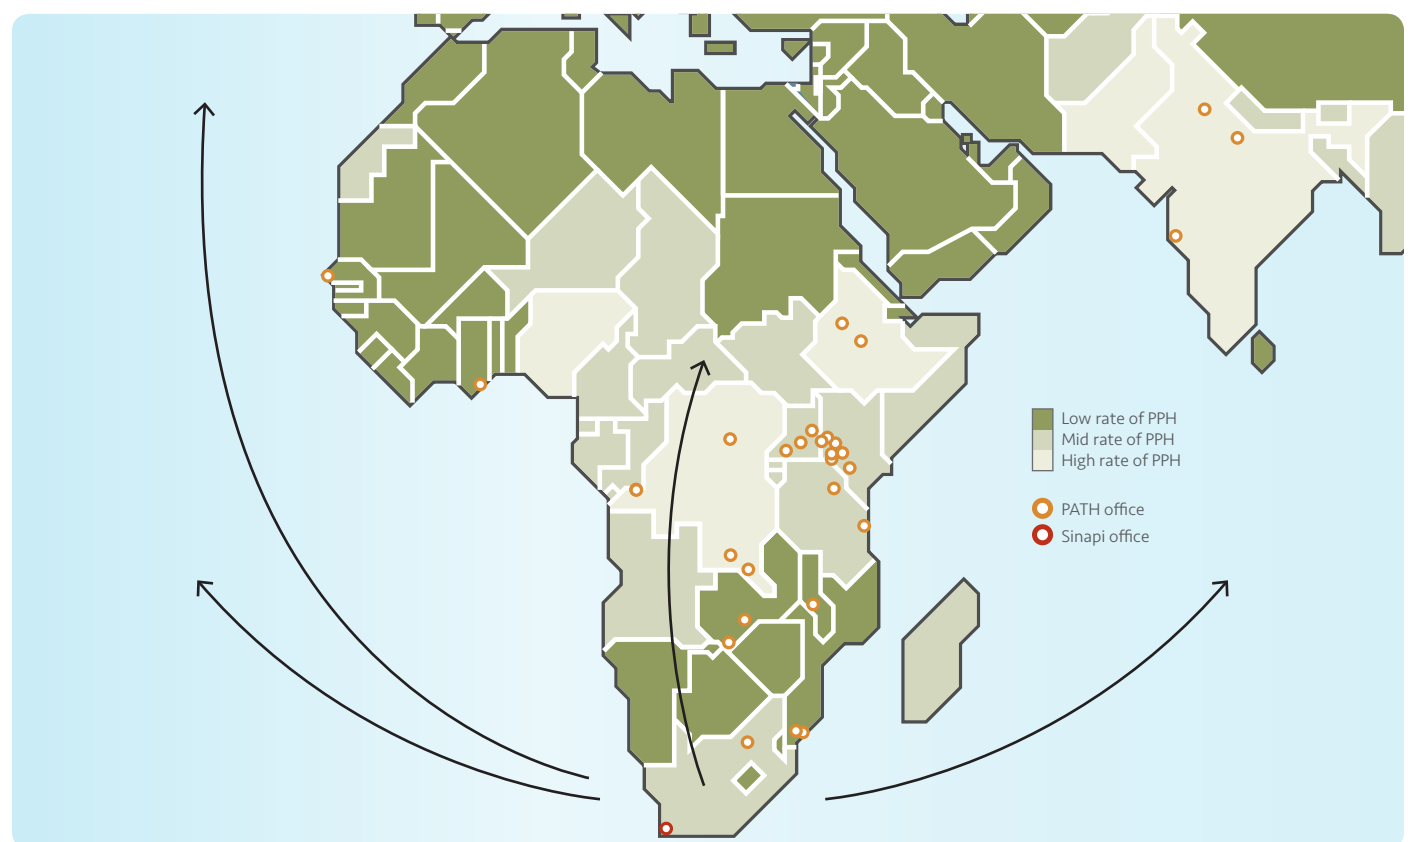 Low rate of PPH
Mid rate of PPH
High rate of PPH
PATH office
Sinapi office